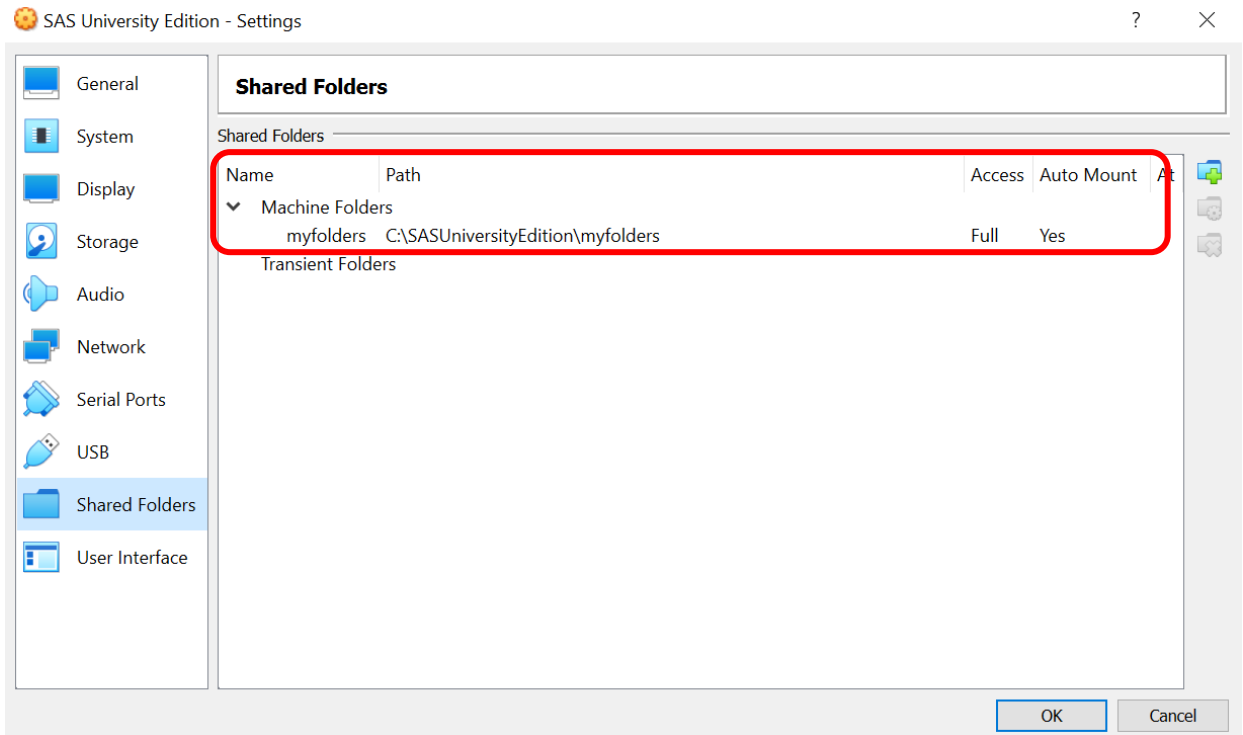 SAS University Edition - Settings
?
General
System
Display
Storage
Audio
Network
Serial Ports
USB
Shared Folders
User Interface
Shared Folders
Shared Folders
Name Path Access Auto Mount At
Machine Folders
myfolders C:\SASUniversityEdition\myfolders Full Yes
Transient Folders
OK Cancel